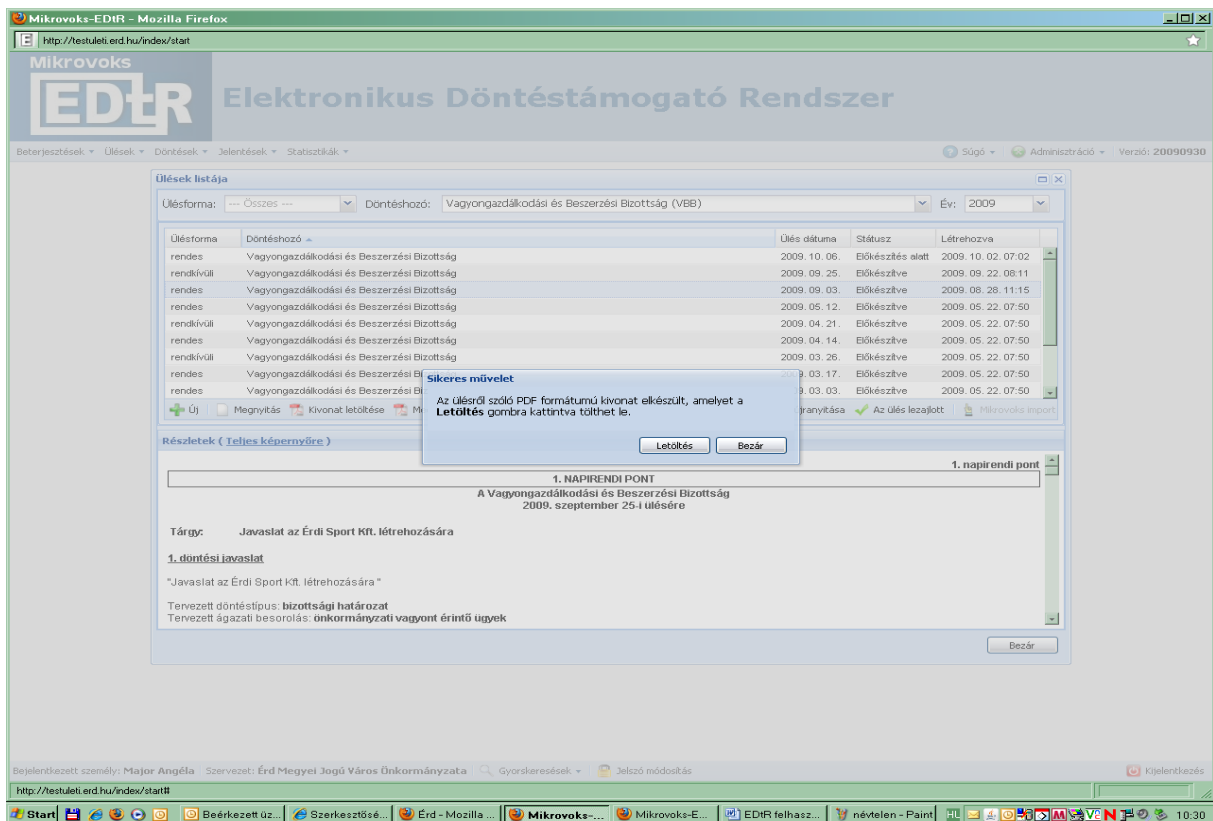 Mikrovoks-EDtR - Mozilla Firefox
http://testuleti.erd.hu/index/start
Mikrovoks
EDtR
Elektronikus Döntéstámogató Rendszer
Beterjesztések Ülések Döntések Jelentések Statisztikák Súgó Adminisztráció Verzió: 20090930
Ülések listája
Ülésforma: --- Összes --- Döntéshozó: Vagyongazdálkodási és Beszerzési Bizottság (VBB) Év: 2009
Ülésforma Döntéshozó Ülés dátuma Státusz Létrehozva
rendes Vagyongazdálkodási és Beszerzési Bizottság 2009. 10. 06. Előkészítés alatt 2009. 10. 02. 07:02
rendkívüli Vagyongazdálkodási és Beszerzési Bizottság 2009. 09. 25. Előkészítve 2009. 09. 22. 08:11
rendes Vagyongazdálkodási és Beszerzési Bizottság 2009. 09. 03. Előkészítve 2009. 08. 28. 11:15
rendes Vagyongazdálkodási és Beszerzési Bizottság 2009. 05. 12. Előkészítve 2009. 05. 22. 07:50
rendkívüli Vagyongazdálkodási és Beszerzési Bizottság 2009. 04. 21. Előkészítve 2009. 05. 22. 07:50
rendes Vagyongazdálkodási és Beszerzési Bizottság 2009. 04. 14. Előkészítve 2009. 05. 22. 07:50
rendkívüli Vagyongazdálkodási és Beszerzési Bizottság 2009. 03. 26. Előkészítve 2009. 05. 22. 07:50
rendes Vagyongazdálkodási és Beszerzési 03. 17. Előkészítve 2009. 05. 22. 07:50
rendes Vagyongazdálkodási és Beszerzési 03. 03. Előkészítve 2009. 05. 22. 07:50
Új Megnyitás Kivonat letöltése Az ülés lezajlott Mikrovoks import
Sikeres művelet
Az ülésről szóló PDF formátumú kivonat elkészült, amelyet a
Letöltés gombra kattintva tölthet le.
Letöltés Bezár
Részletek ( Teljes képernyőre )
1. napirendi pont
1. NAPIRENDI PONT
A Vagyongazdálkodási és Beszerzési Bizottság
2009. szeptember 25-i ülésére
Tárgy: Javaslat az Érdi Sport Kft. létrehozására
1. döntési javaslat
"Javaslat az Érdi Sport Kft. létrehozására "
Tervezett döntéstípus: bizottsági határozat
Tervezett ágazati besorolás: önkormányzati vagyont érintő ügyek
Bezár
Bejelentkezett személy: Major Angéla Szervezet: Érd Megyei Jogú Város Önkormányzata Gyorskeresések Jelszó módosítás Kijelentkezés
http://testuleti.erd.hu/index/start#
Start Beérkezett üz... Szerkesztősé... Érd - Mozilla ... Mikrovoks-... Mikrovoks-E... EDtR felhasz... névtelen - Paint HU 10:30